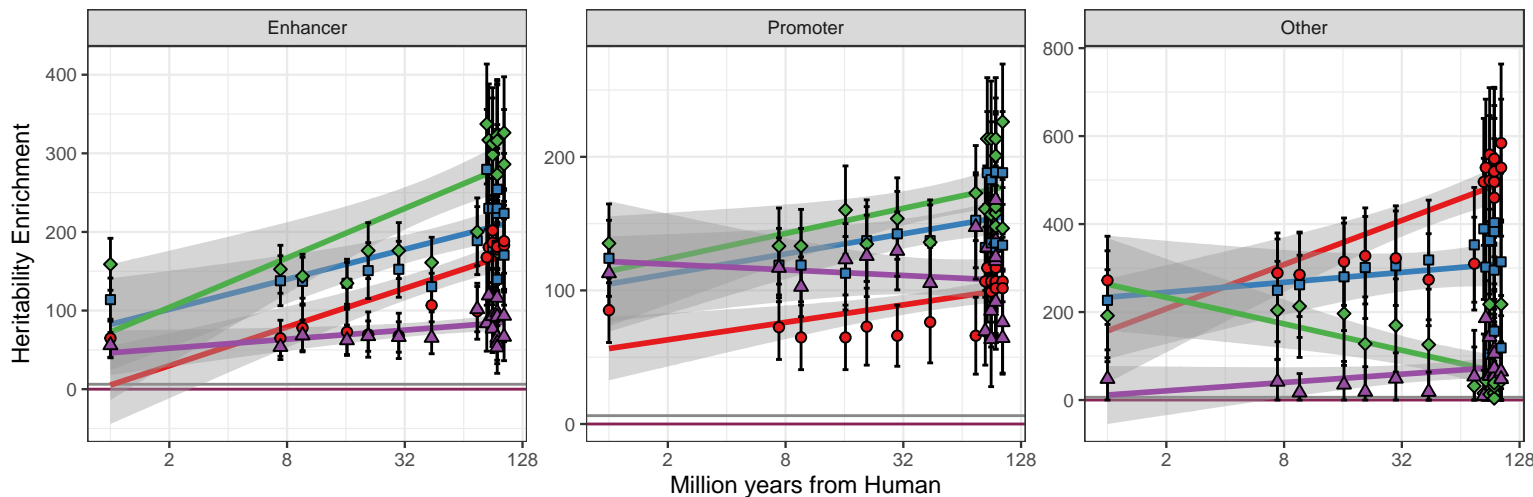 Enhancer
Promoter
Other
Heritability Enrichment
400
300
200
100
0
200
100
0
800
600
400
200
0
2 8 32 128
2 8 32 128
2 8 32 128
Million years from Human